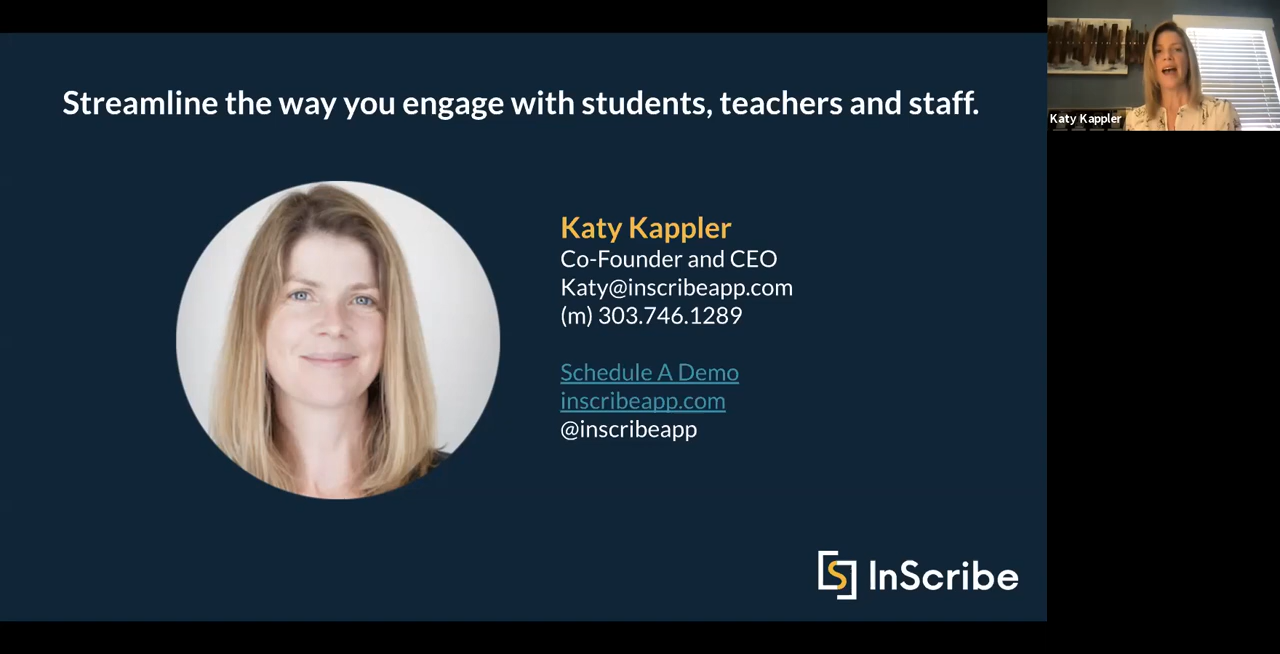 Streamline the way you engage with students, teachers and staff.
Katy Kappler
Co-Founder and CEO
Katy@inscribeapp.com
(m) 303.746.1289
Schedule A Demo
inscribeapp.com
@inscribeapp
InScribe
Katy Kappler